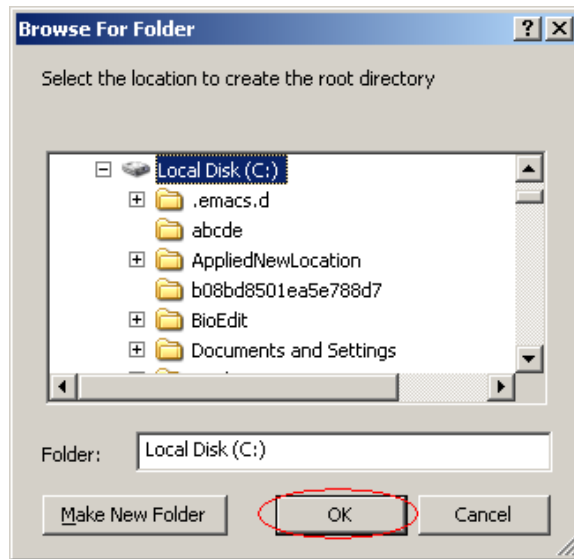 Browse For Folder
Select the location to create the root directory
Local Disk (C:)
.emacs.d
abcde
AppliedNewLocation
b08bd8501ea5e788d7
BioEdit
Documents and Settings
Folder: Local Disk (C:)
Make New Folder OK Cancel